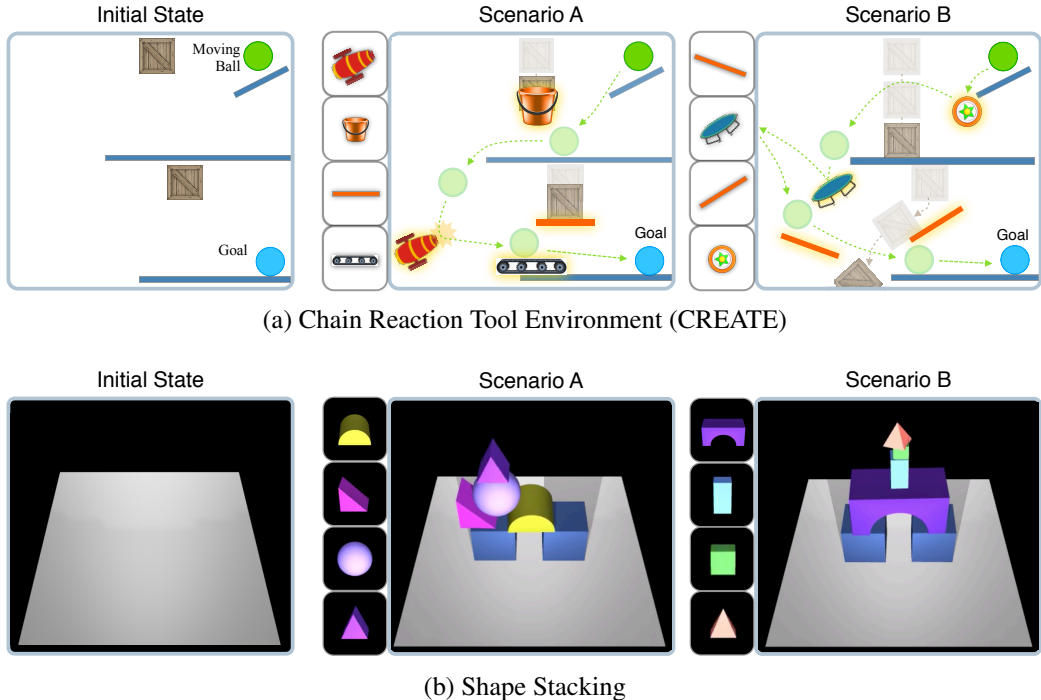 Initial State
Scenario A
Scenario B
Moving
Ball
Goal
Goal
Goal
(a) Chain Reaction Tool Environment (CREATE)
Initial State
Scenario A
Scenario B
(b) Shape Stacking